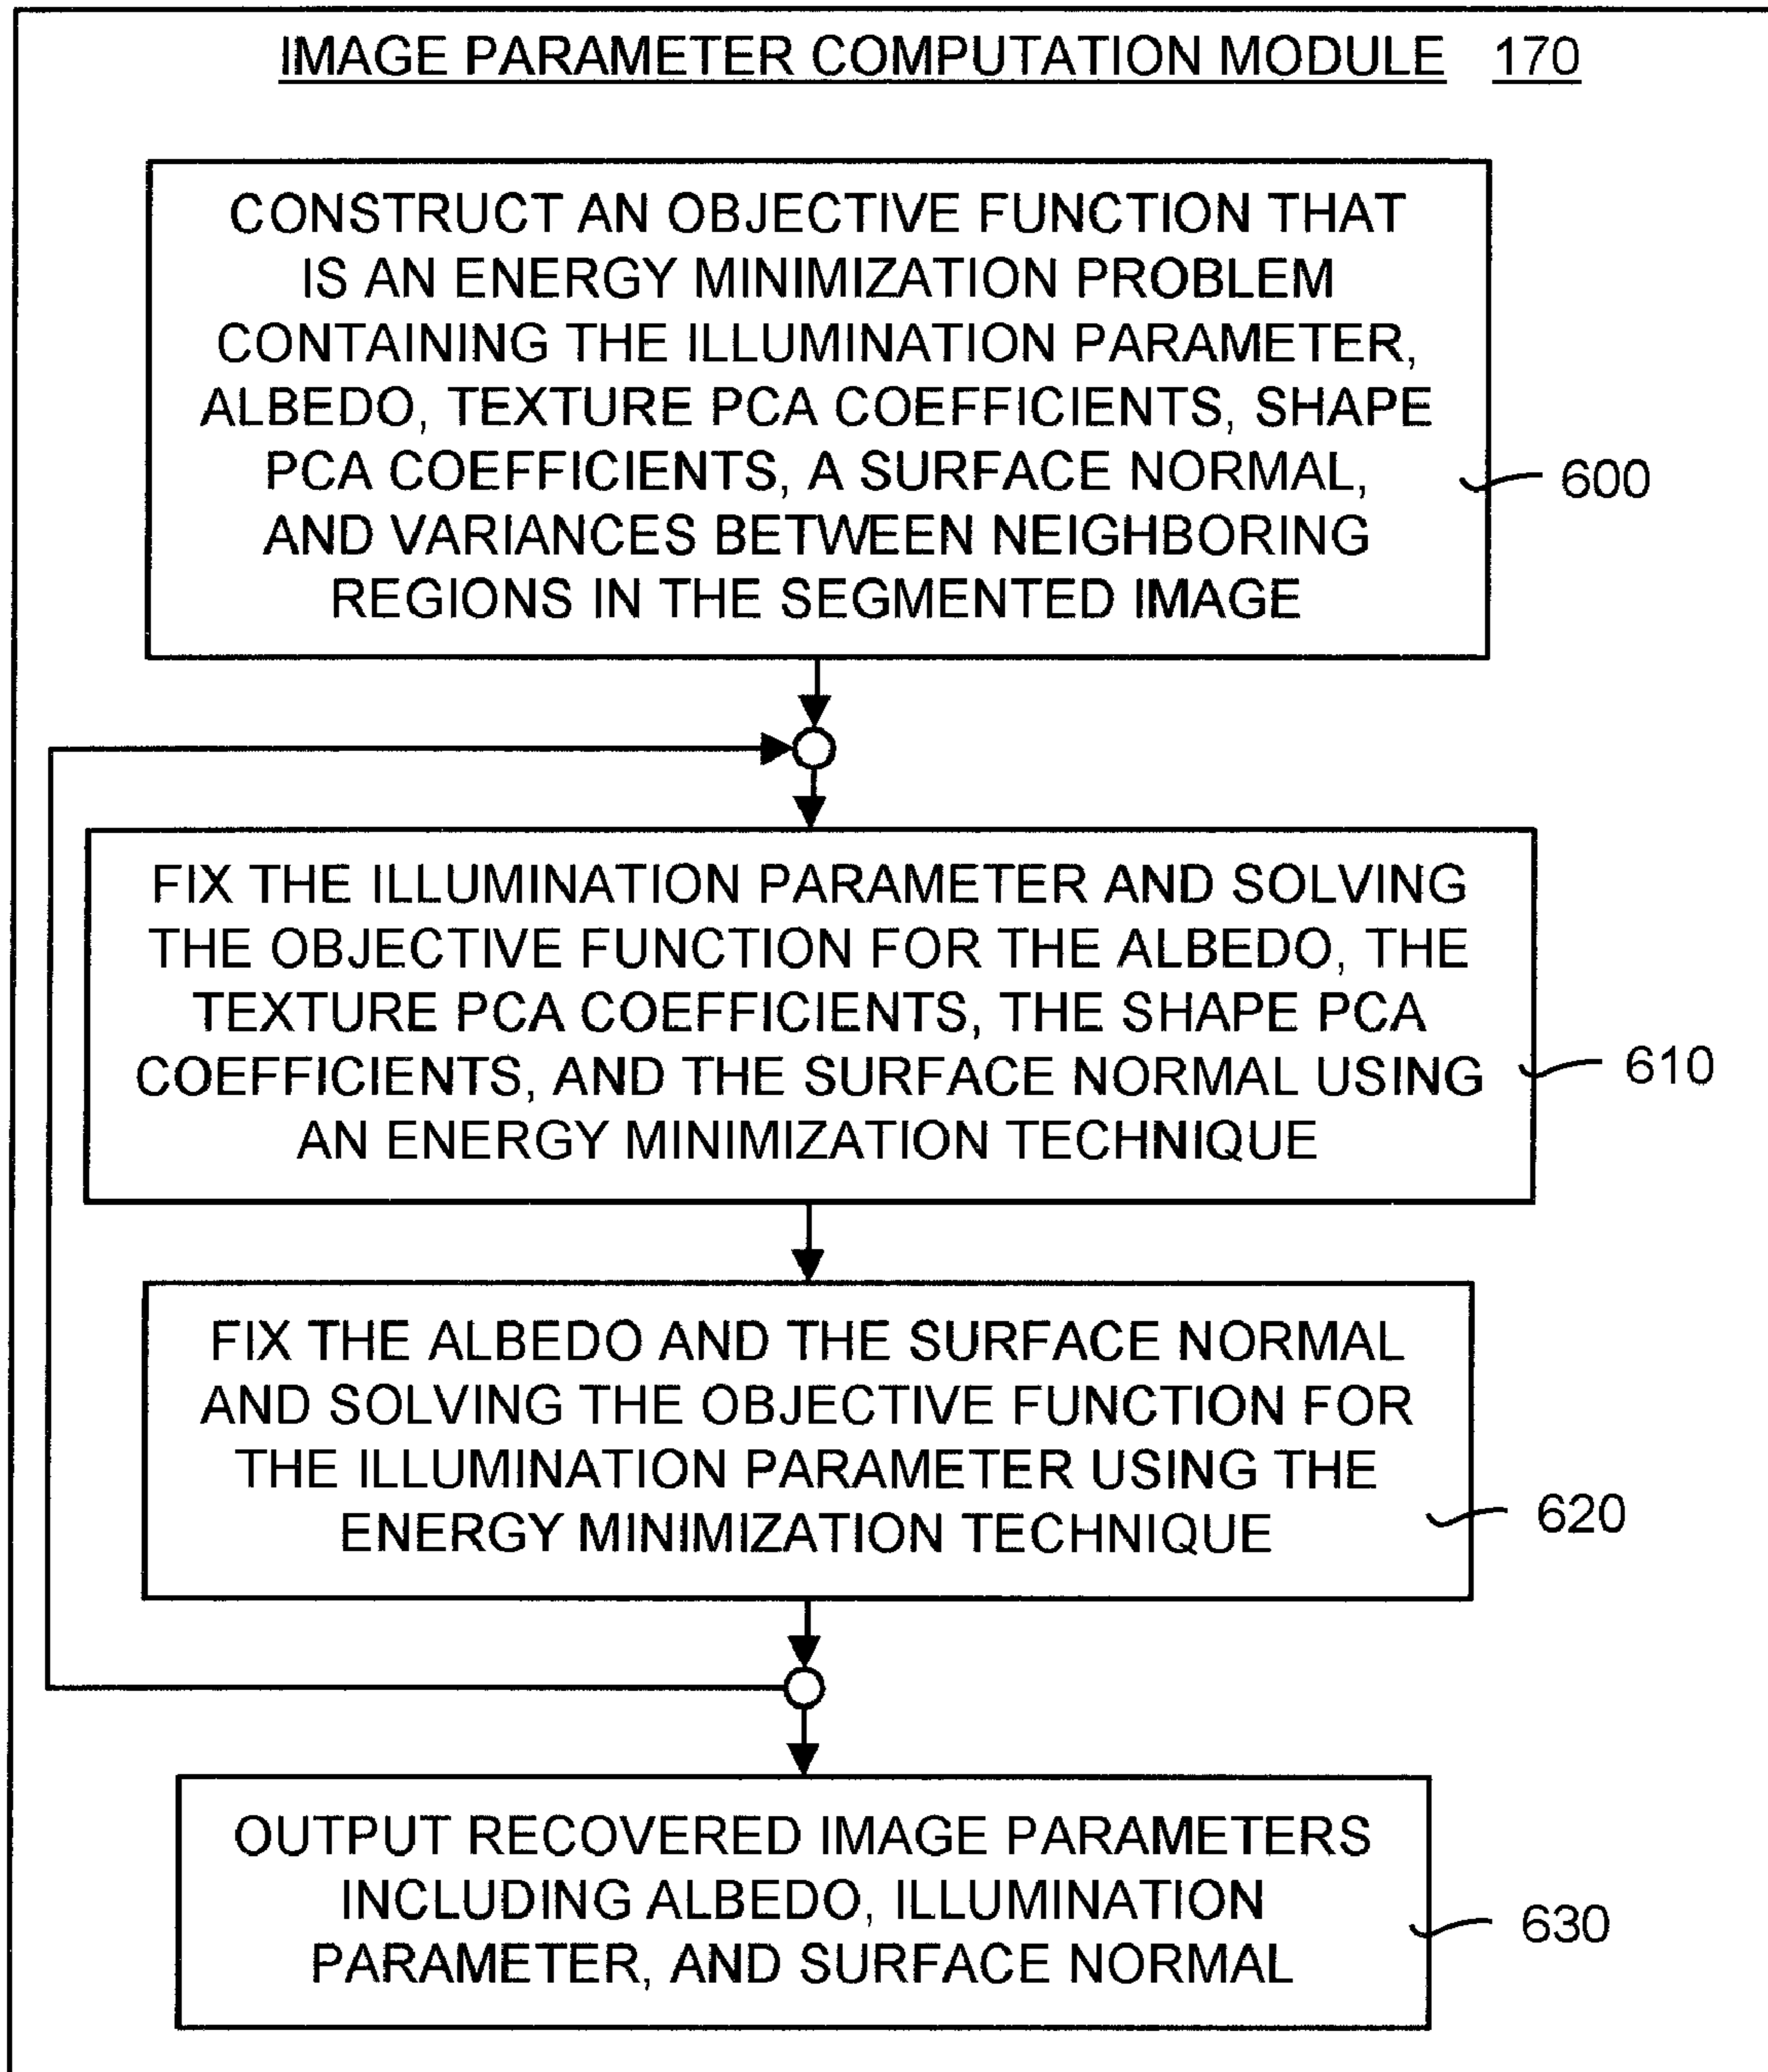 IMAGE PARAMETER COMPUTATION MODULE 170
CONSTRUCT AN OBJECTIVE FUNCTION THAT
IS AN ENERGY MINIMIZATION PROBLEM
CONTAINING THE ILLUMINATION PARAMETER,
ALBEDO, TEXTURE PCA COEFFICIENTS, SHAPE
PCA COEFFICIENTS, A SURFACE NORMAL,
AND VARIANCES BETWEEN NEIGHBORING
REGIONS IN THE SEGMENTED IMAGE
600
FIX THE ILLUMINATION PARAMETER AND SOLVING
THE OBJECTIVE FUNCTION FOR THE ALBEDO, THE
TEXTURE PCA COEFFICIENTS, THE SHAPE PCA
COEFFICIENTS, AND THE SURFACE NORMAL USING
AN ENERGY MINIMIZATION TECHNIQUE
610
FIX THE ALBEDO AND THE SURFACE NORMAL
AND SOLVING THE OBJECTIVE FUNCTION FOR
THE ILLUMINATION PARAMETER USING THE
ENERGY MINIMIZATION TECHNIQUE
620
OUTPUT RECOVERED IMAGE PARAMETERS
INCLUDING ALBEDO, ILLUMINATION
PARAMETER, AND SURFACE NORMAL
630